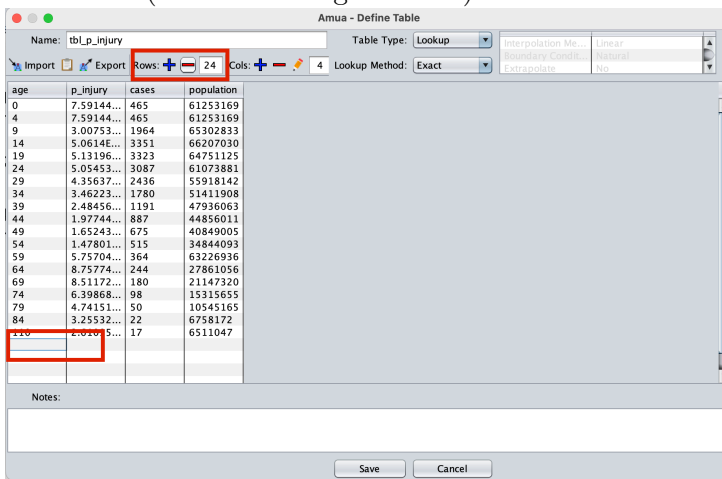 Amua - Define Table
Name: tbl_p_injury Table Type: Lookup Interpolation Me... Linear
Boundary Condit... Natural
Import Export Rows: 24 Cols: 4 Lookup Method: Exact Extrapolate No
age p_injury cases population
0 7.59144... 465 61253169
4 7.59144... 465 61253169
9 3.00753... 1964 65302833
14 5.0614E... 3351 66207030
19 5.13196... 3323 64751125
24 5.05453... 3087 61073881
29 4.35637... 2436 55918142
34 3.46223... 1780 51411908
39 2.48456... 1191 47936063
44 1.97744... 887 44856011
49 1.65243... 675 40849005
54 1.47801... 515 34844093
59 5.75704... 364 63226936
64 8.75774... 244 27861056
69 8.51172... 180 21147320
74 6.39868... 98 15315655
79 4.74151... 50 10545165
84 3.25532... 22 6758172
17 6511047
Notes:
Save Cancel